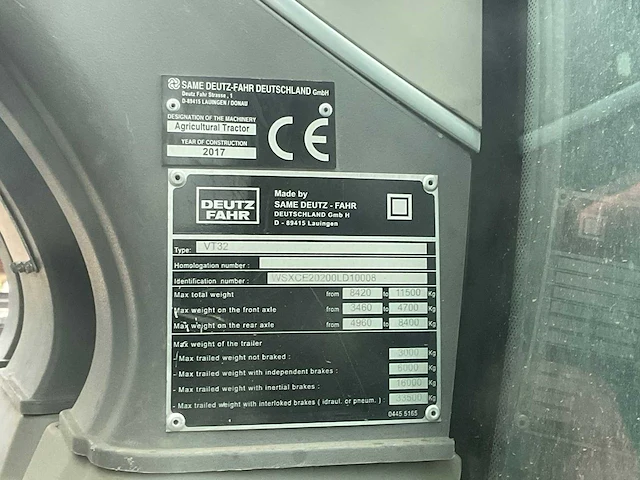 SAME DEUTZ-FAHR DEUTSCHLAND GmbH
Deutz Fahr Strasse , 1
D-89415 LAUINGEN / DONAU
DESIGNATION OF THE MACHINERY
Agricultural Tractor
YEAR OF CONSTRUCTION
2017
CE
DEUTZ
FAHR
Made by
SAME DEUTZ - FAHR
DEUTSCHLAND Gmb H
D - 89415 Lauingen
Type: VT32
Homologation number :
Identification number : WSXCE20200LD10008
Max total weight from 8420 to 11500 Kg
Max weight on the front axle from 3460 to 4700 Kg
Max weight on the rear axle from 4960 to 8400 Kg
Max weight of the trailer
- Max trailed weight not braked : 3000 Kg
- Max trailed weight with independent brakes : 6000 Kg
- Max trailed weight with inertial brakes : 16000 Kg
- Max trailed weight with interloked brakes ( idraul. or pneum. ) : 33500 Kg
0445 5165